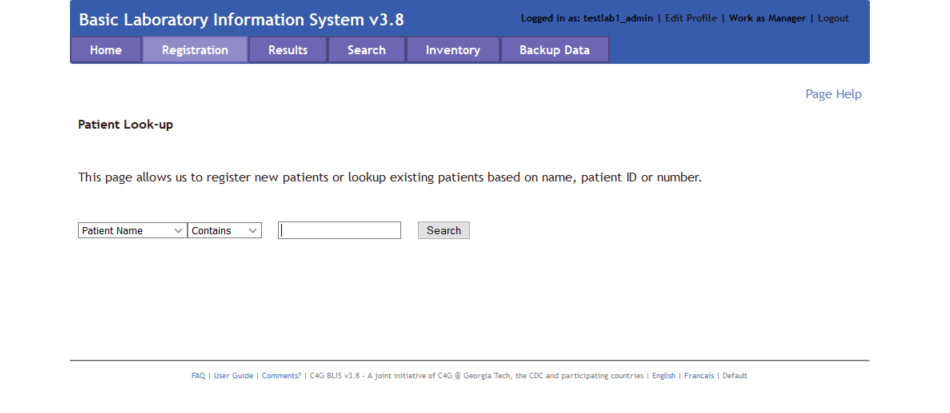 Basic Laboratory Information System v3.8
Logged in as: testlab1_admin | Edit Profile | Work as Manager | Logout
Home Registration Results Search Inventory Backup Data
Page Help
Patient Look-up
This page allows us to register new patients or lookup existing patients based on name, patient ID or number.
Patient Name Contains Search
FAQ | User Guide | Comments? | C4G BLIS v3.8 - A joint initiative of C4G @ Georgia Tech, the CDC and participating countries | English | Francais | Default